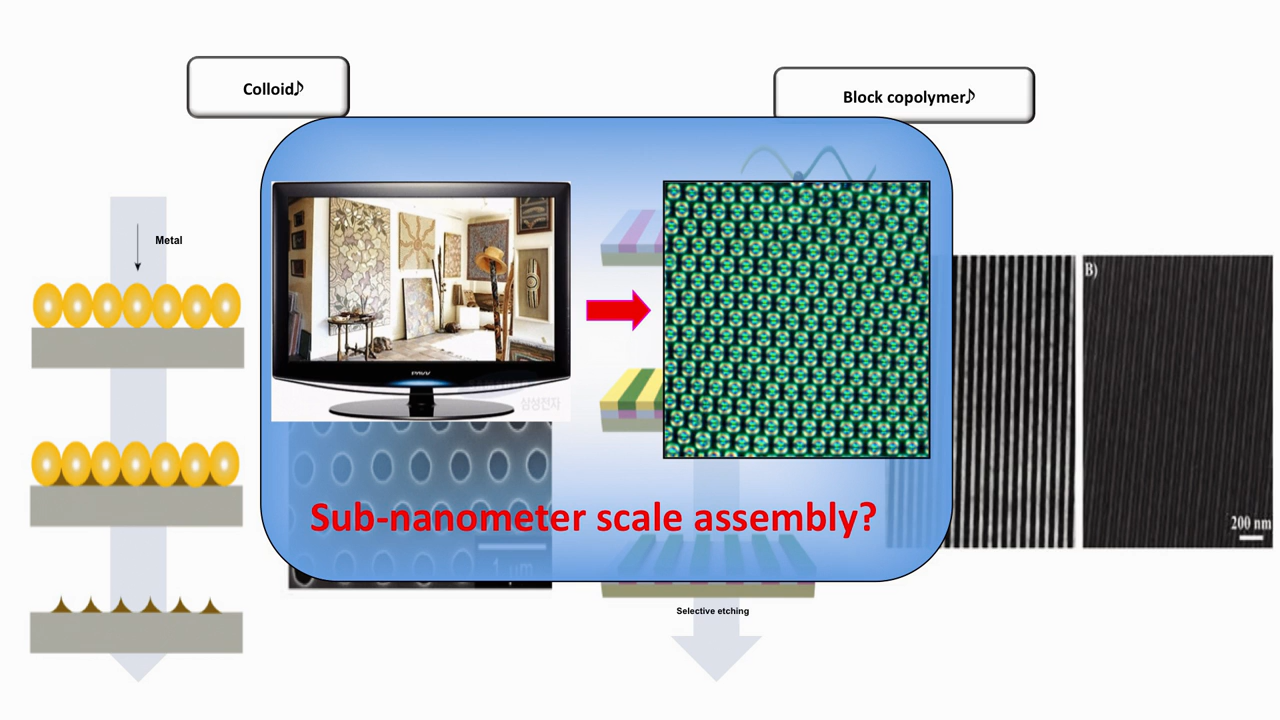 Colloid♪
Block copolymer♪
Metal
B)
삼성전자
Sub-nanometer scale assembly?
200 nm
1 μm
Selective etching